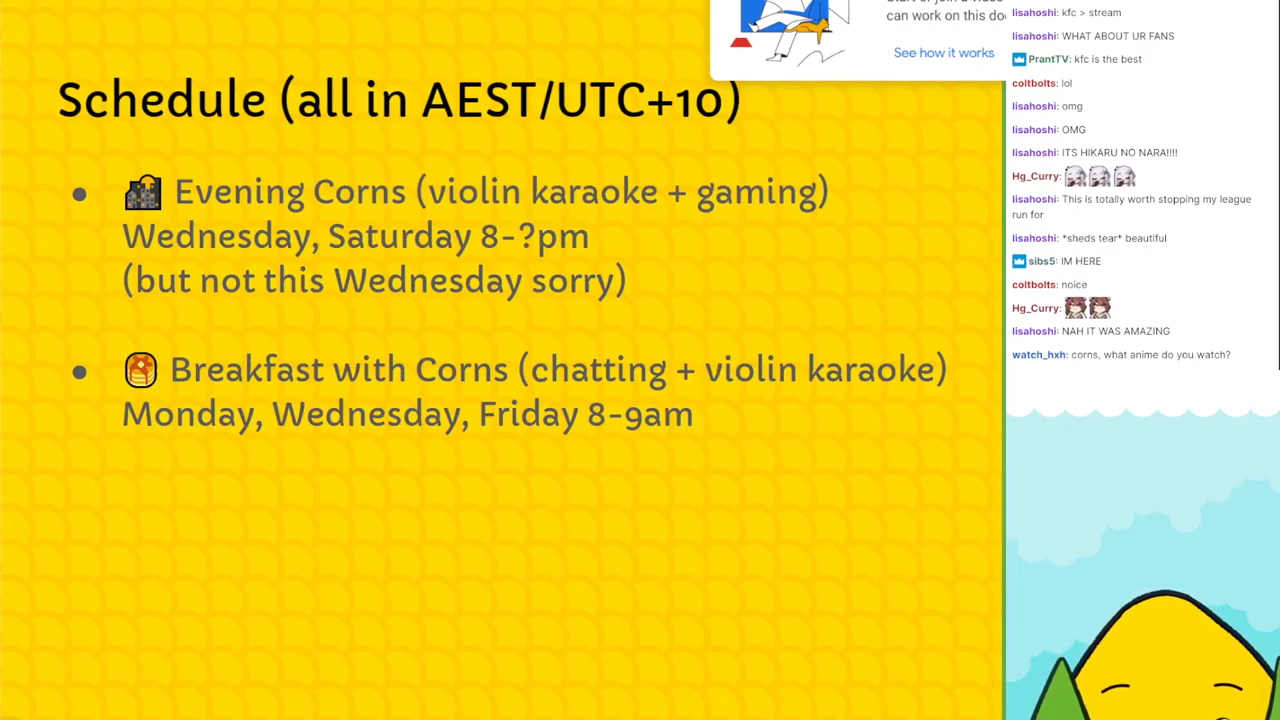 Start or join a video
can work on this do
See how it works
Schedule (all in AEST/UTC+10)
● Evening Corns (violin karaoke + gaming)
Wednesday, Saturday 8-?pm
(but not this Wednesday sorry)
● Breakfast with Corns (chatting + violin karaoke)
Monday, Wednesday, Friday 8-9am
lisahoshi: kfc > stream
lisahoshi: WHAT ABOUT UR FANS
PrantTV: kfc is the best
coltbolts: lol
lisahoshi: omg
lisahoshi: OMG
lisahoshi: ITS HIKARU NO NARA!!!!
Hg_Curry:
lisahoshi: This is totally worth stopping my league
run for
lisahoshi: *sheds tear* beautiful
sibs5: IM HERE
coltbolts: noice
Hg_Curry:
lisahoshi: NAH IT WAS AMAZING
watch_hxh: corns, what anime do you watch?